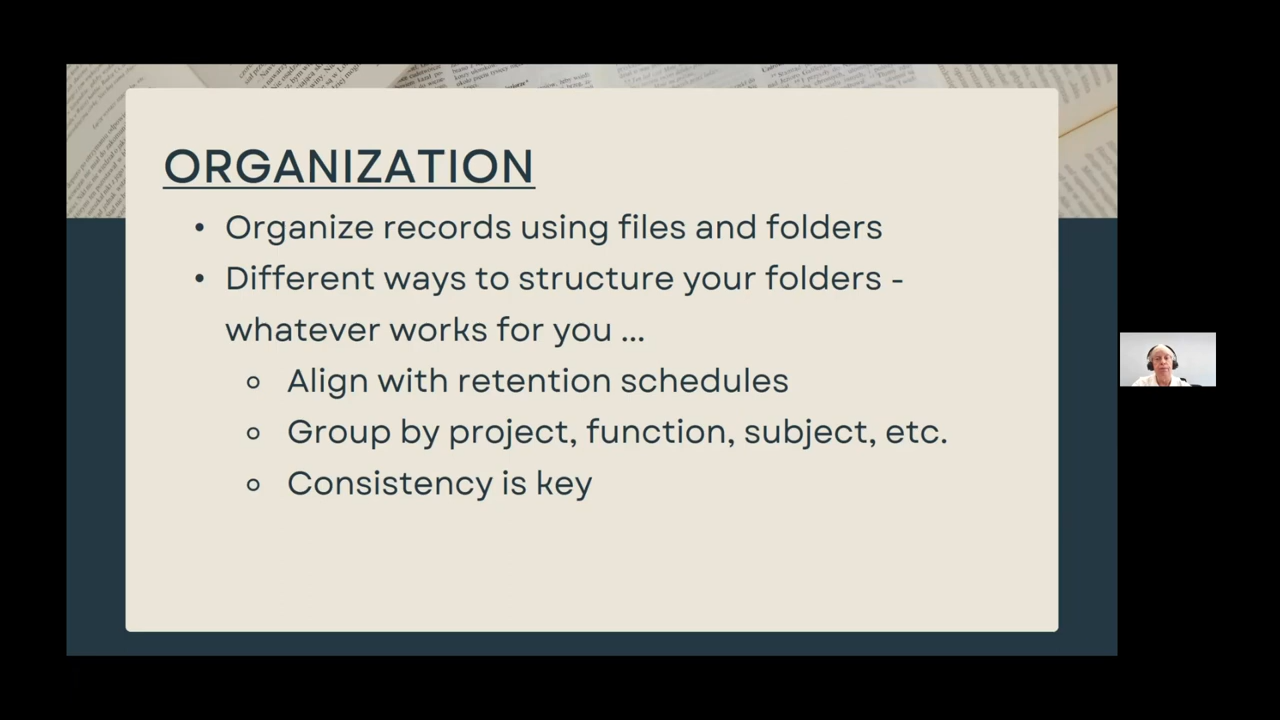 ORGANIZATION
• Organize records using files and folders
• Different ways to structure your folders -
whatever works for you ...
◦ Align with retention schedules
◦ Group by project, function, subject, etc.
◦ Consistency is key